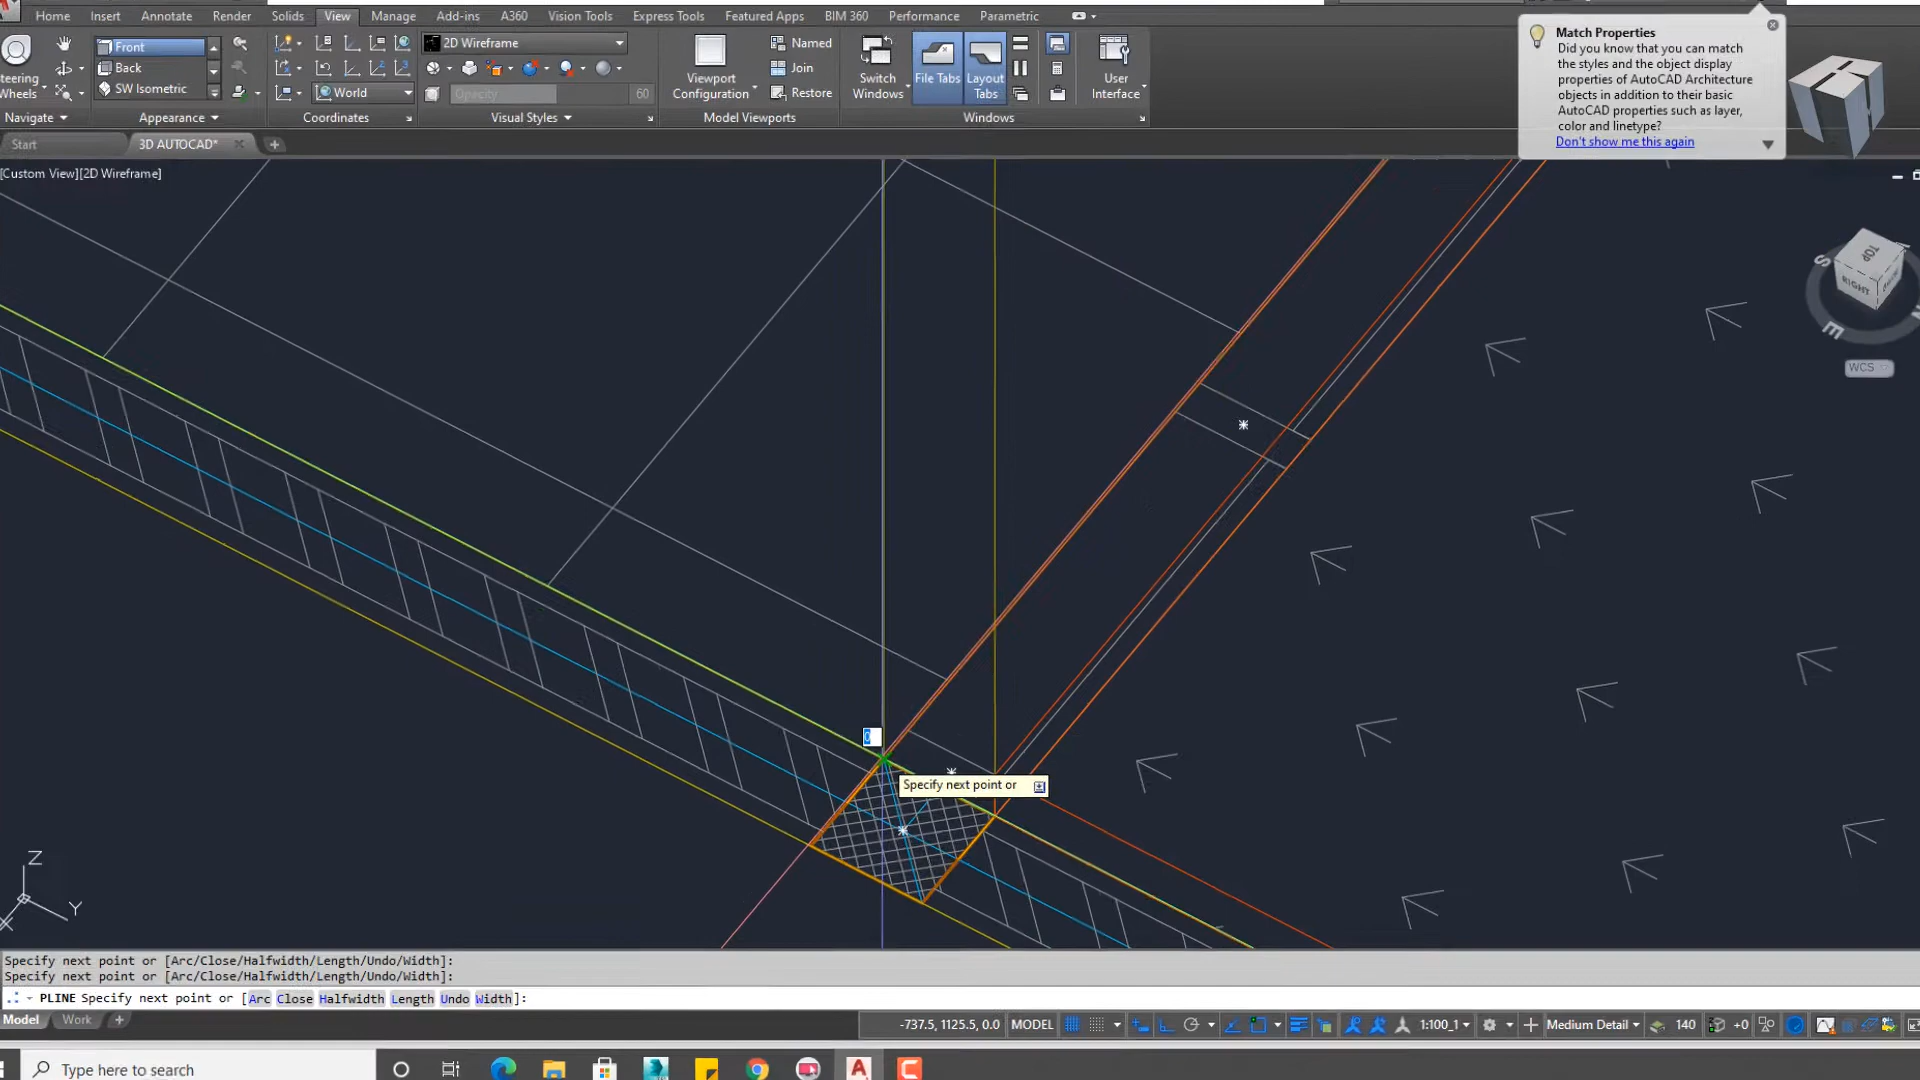 Home Insert Annotate Render Solids View Manage Add-ins A360 Vision Tools Express Tools Featured Apps BIM 360 Performance Parametric
Front
Back
SW Isometric
Steering
Wheels
Navigate
Appearance
World
Coordinates
2D Wireframe
Opacity 60
Visual Styles
Viewport
Configuration
Named
Join
Restore
Model Viewports
Switch
Windows
File Tabs
Layout
Tabs
Windows
User
Interface
Match Properties
Did you know that you can match
the styles and the object display
properties of AutoCAD Architecture
objects in addition to their basic
AutoCAD properties such as layer,
color and linetype?
Don't show me this again
Start 3D AUTOCAD*
[Custom View][2D Wireframe]
TOP
RIGHT
S
E
WCS
0
Specify next point or
Z
Y
X
Specify next point or [Arc/Close/Halfwidth/Length/Undo/Width]:
Specify next point or [Arc/Close/Halfwidth/Length/Undo/Width]:
PLINE Specify next point or [Arc Close Halfwidth Length Undo Width]:
Model Work
-737.5, 1125.5, 0.0 MODEL 1:100_1 Medium Detail 140 +0
Type here to search